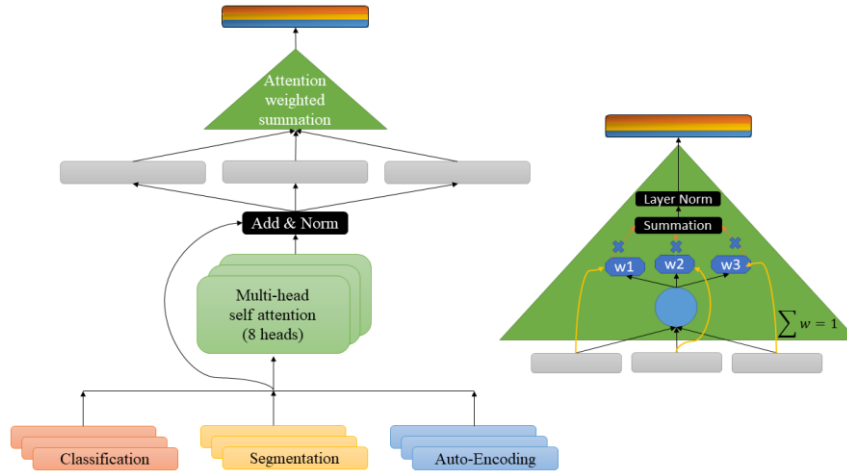 Attention
weighted
summation
Add & Norm
Multi-head
self attention
(8 heads)
Classification
Segmentation
Auto-Encoding
Layer Norm
Summation
w1
w2
w3
∑ w = 1